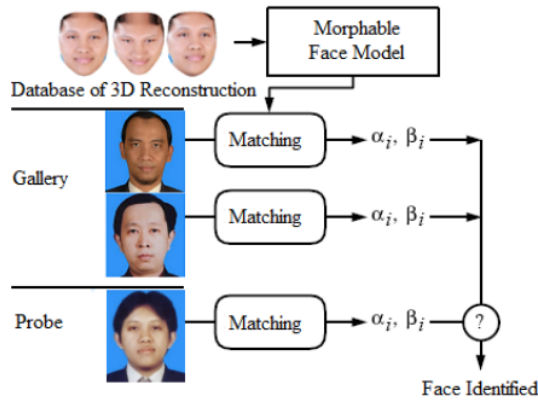 Morphable
Face Model
Database of 3D Reconstruction
Gallery
Matching
αi, βi
Matching
αi, βi
Probe
Matching
αi, βi
?
Face Identified